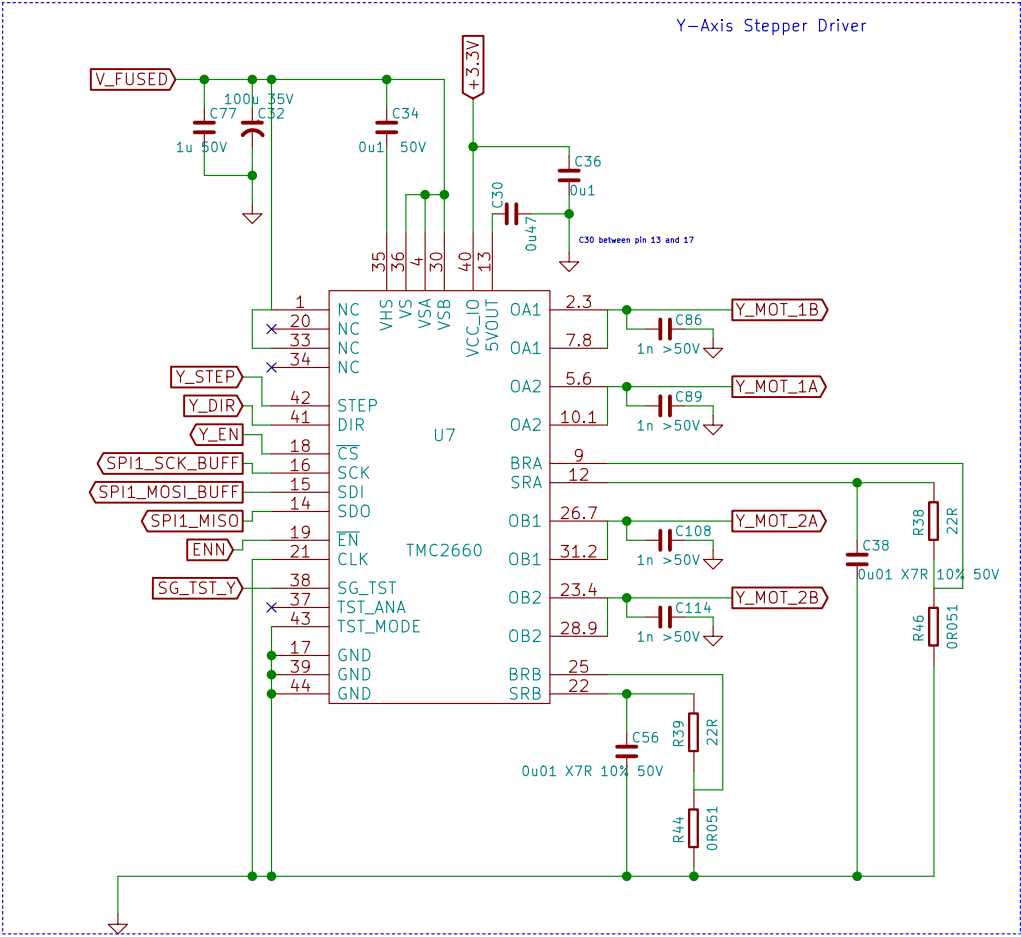 Y-Axis Stepper Driver
+3.3V
V_FUSED
100u 35V
C77
C32
1u 50V
C34
0u1 50V
C36
0u1
C30
0u47
C30 between pin 13 and 17
35
36
4
30
40
13
VHS
VS
VSA
VSB
VCC_IO
5VOUT
1
NC
20
NC
33
NC
34
NC
Y_STEP
42
STEP
Y_DIR
41
DIR
Y_EN
18
CS
SPI1_SCK_BUFF
16
SCK
SPI1_MOSI_BUFF
15
SDI
SPI1_MISO
14
SDO
ENN
19
EN
21
CLK
SG_TST_Y
38
SG_TST
37
TST_ANA
43
TST_MODE
17
GND
39
GND
44
GND
U7
TMC2660
OA1
2.3
Y_MOT_1B
C86
1n >50V
OA1
7.8
OA2
5.6
Y_MOT_1A
C89
1n >50V
OA2
10.1
BRA
9
SRA
12
OB1
26.7
Y_MOT_2A
C108
1n >50V
OB1
31.2
OB2
23.4
Y_MOT_2B
C114
1n >50V
OB2
28.9
BRB
25
SRB
22
R38
22R
C38
0u01 X7R 10% 50V
R46
0R051
R39
22R
C56
0u01 X7R 10% 50V
R44
0R051